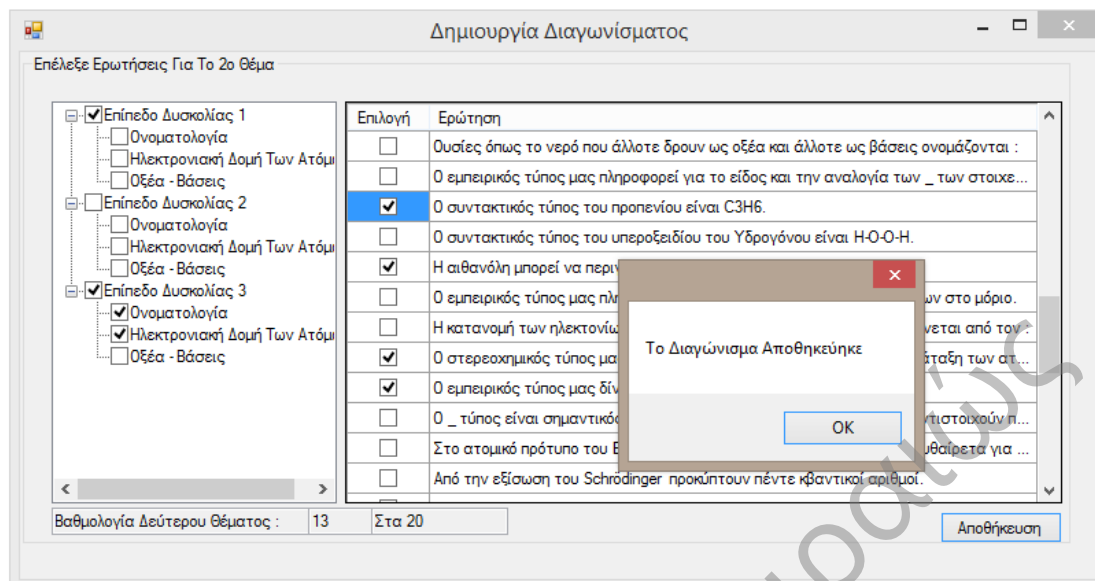 Δημιουργία Διαγωνίσματος
Επέλεξε Ερωτήσεις Για Το 2ο Θέμα
Επίπεδο Δυσκολίας 1
Ονοματολογία
Ηλεκτρονιακή Δομή Των Ατόμ
Οξέα - Βάσεις
Επίπεδο Δυσκολίας 2
Ονοματολογία
Ηλεκτρονιακή Δομή Των Ατόμ
Οξέα - Βάσεις
Επίπεδο Δυσκολίας 3
Ονοματολογία
Ηλεκτρονιακή Δομή Των Ατόμ
Οξέα - Βάσεις
Επιλογή Ερώτηση
Ουσίες όπως το νερό που άλλοτε δρουν ως οξέα και άλλοτε ως βάσεις ονομάζονται :
Ο εμπειρικός τύπος μας πληροφορεί για το είδος και την αναλογία των _ των στοιχε...
Ο συντακτικός τύπος του προπενίου είναι C3H6.
Ο συντακτικός τύπος του υπεροξειδίου του Υδρογόνου είναι H-O-O-H.
Η αιθανόλη μπορεί να περιγ
Ο εμπειρικός τύπος μας πλη ων στο μόριο.
Η κατανομή των ηλεκτονίω νεται από τον :
Ο στερεοχημικός τύπος μα άταξη των ατ...
Ο εμπειρικός τύπος μας δίν
Ο _ τύπος είναι σημαντικός ντιστοιχούν π...
Στο ατομικό πρότυπο του B υθαίρετα για ...
Από την εξίσωση του Schrödinger προκύπτουν πέντε κβαντικοί αριθμοί.
Το Διαγώνισμα Αποθηκεύηκε
OK
Βαθμολογία Δεύτερου Θέματος : 13 Στα 20
Αποθήκευση